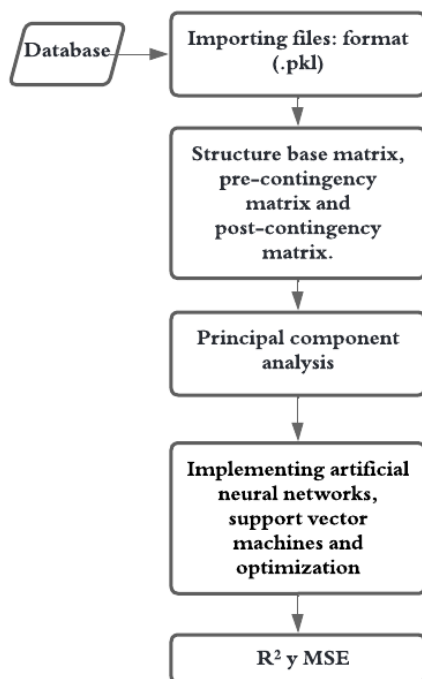 Database
Importing files: format
(.pkl)
Structure base matrix,
pre-contingency
matrix and
post-contingency
matrix.
Principal component
analysis
Implementing artificial
neural networks,
support vector
machines and
optimization
R² y MSE